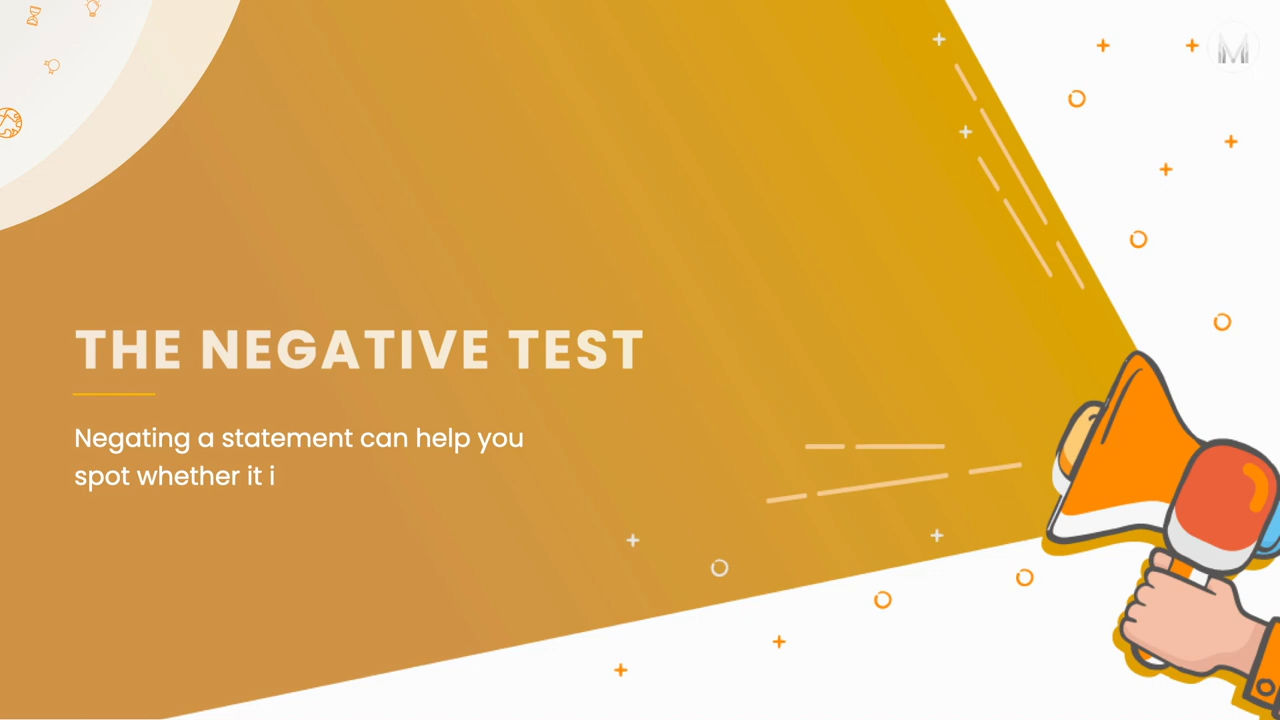 M
THE NEGATIVE TEST
Negating a statement can help you
spot whether it i